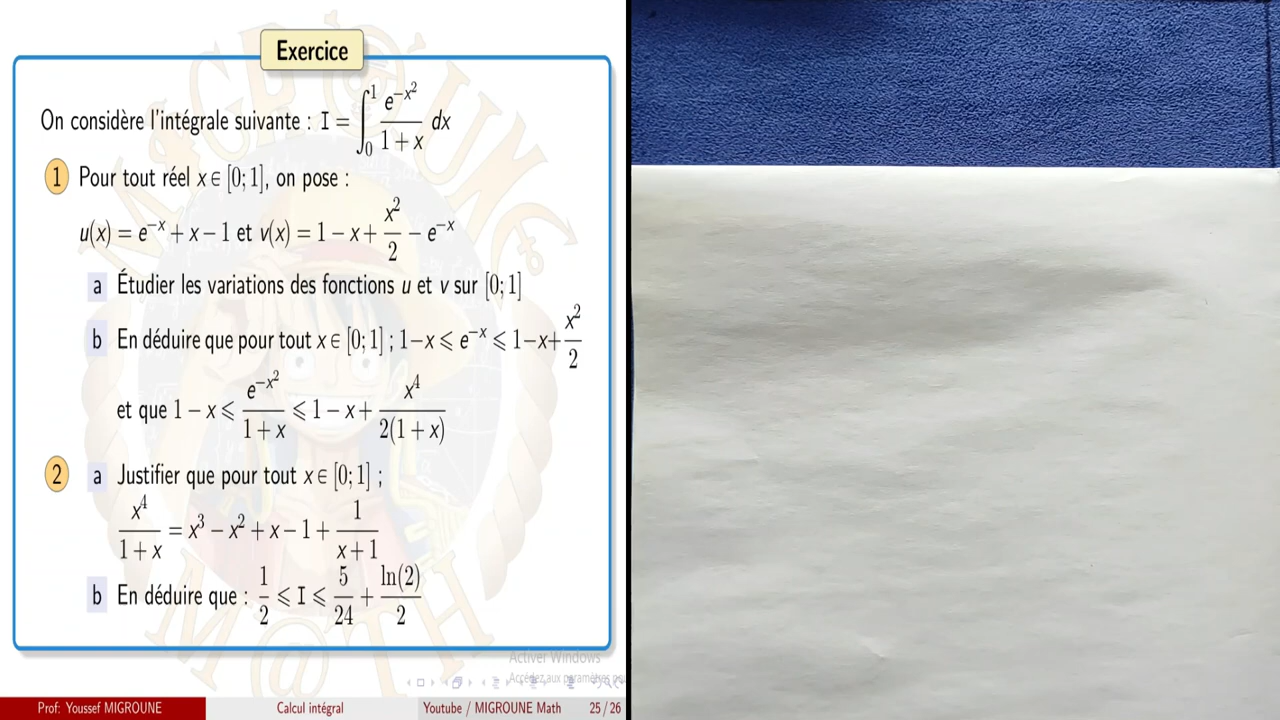 Exercice
On considère l'intégrale suivante : I = ∫₀¹ e^{-x²}/(1 + x) dx
1 Pour tout réel x ∈ [0; 1], on pose :
u(x) = e^{-x} + x − 1 et v(x) = 1 − x + x²/2 − e^{-x}
a Étudier les variations des fonctions u et v sur [0; 1]
b En déduire que pour tout x ∈ [0; 1] ; 1 − x ⩽ e^{-x} ⩽ 1 − x + x²/2
et que 1 − x ⩽ e^{-x²}/(1 + x) ⩽ 1 − x + x⁴/(2(1 + x))
2 a Justifier que pour tout x ∈ [0; 1] ;
x⁴/(1 + x) = x³ − x² + x − 1 + 1/(x + 1)
b En déduire que : 1/2 ⩽ I ⩽ 5/24 + ln(2)/2
Activer Windows
Accédez aux paramètres pou
Prof: Youssef MIGROUNE Calcul intégral Youtube / MIGROUNE Math 25 / 26